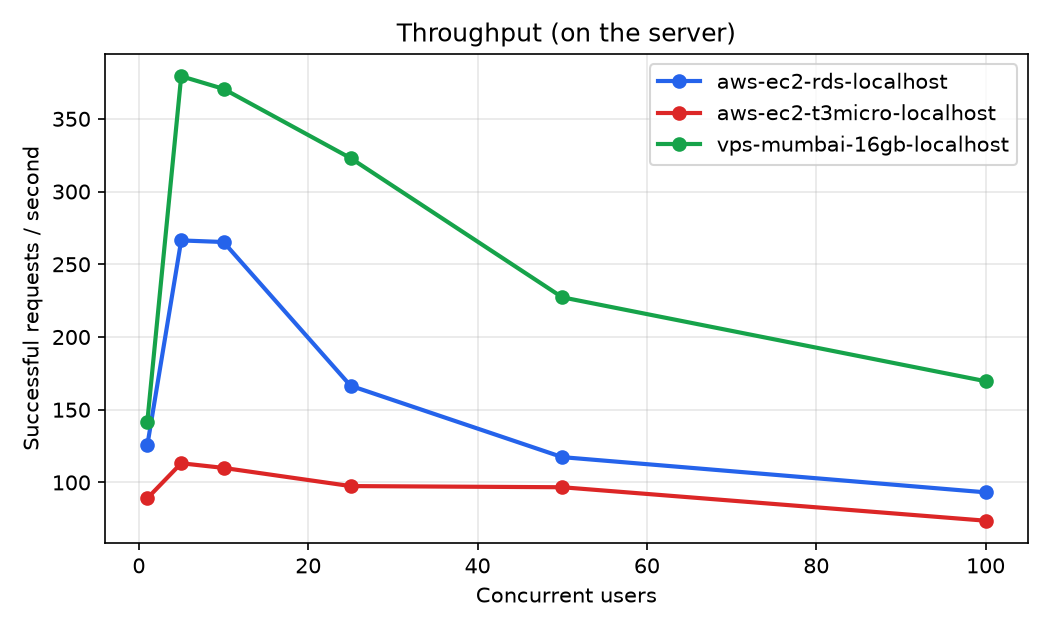 Throughput (on the server)
aws-ec2-rds-localhost
aws-ec2-t3micro-localhost
vps-mumbai-16gb-localhost
Successful requests / second
350
300
250
200
150
100
0 20 40 60 80 100
Concurrent users